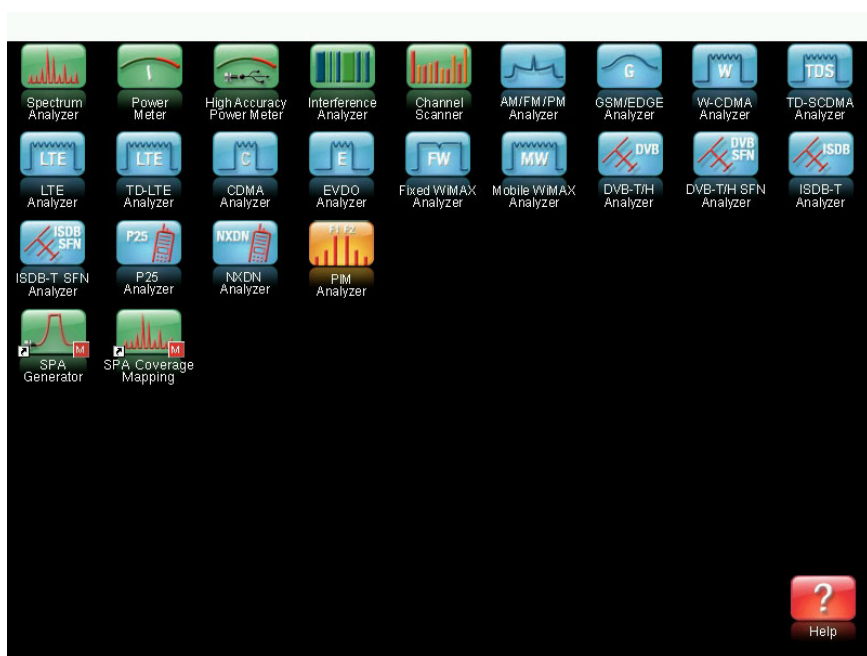 Spectrum
Analyzer
Power
Meter
High Accuracy
Power Meter
Interference
Analyzer
Channel
Scanner
AM/FM/PM
Analyzer
G
GSM/EDGE
Analyzer
W
W-CDMA
Analyzer
TDS
TD-SCDMA
Analyzer
LTE
LTE
Analyzer
LTE
TD-LTE
Analyzer
C
CDMA
Analyzer
E
EVDO
Analyzer
FW
Fixed WiMAX
Analyzer
MW
Mobile WiMAX
Analyzer
DVB
DVB-T/H
Analyzer
DVB
SFN
DVB-T/H SFN
Analyzer
ISDB
ISDB-T
Analyzer
ISDB
SFN
ISDB-T SFN
Analyzer
P25
P25
Analyzer
NXDN
NXDN
Analyzer
F1 F2
PIM
Analyzer
M
SPA
Generator
M
SPA Coverage
Mapping
?
Help